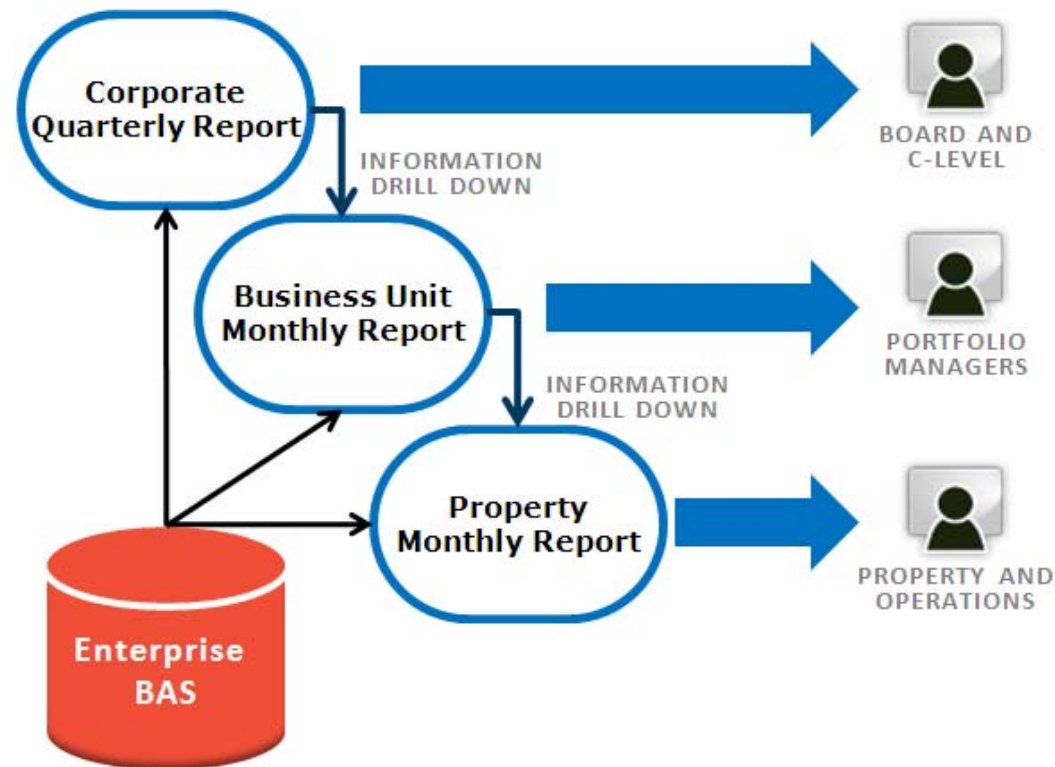 Corporate
Quarterly Report
BOARD AND
C-LEVEL
INFORMATION
DRILL DOWN
Business Unit
Monthly Report
PORTFOLIO
MANAGERS
INFORMATION
DRILL DOWN
Property
Monthly Report
PROPERTY AND
OPERATIONS
Enterprise
BAS